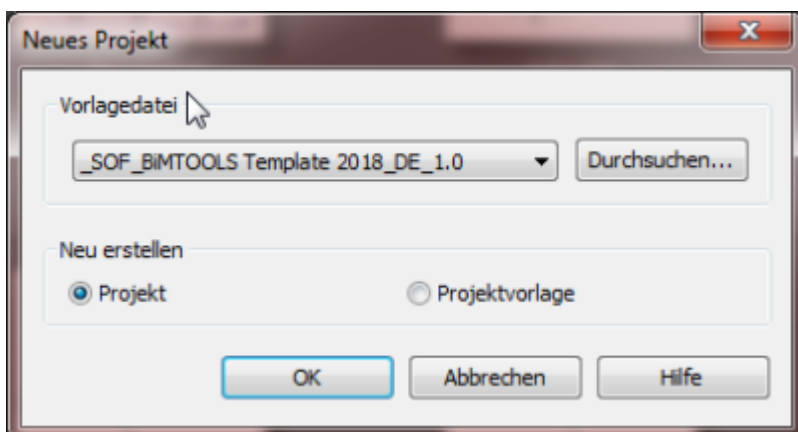 Neues Projekt
Vorlagedatei
_SOF_BiMTOOLS Template 2018_DE_1.0
Durchsuchen...
Neu erstellen
Projekt
Projektvorlage
OK
Abbrechen
Hilfe